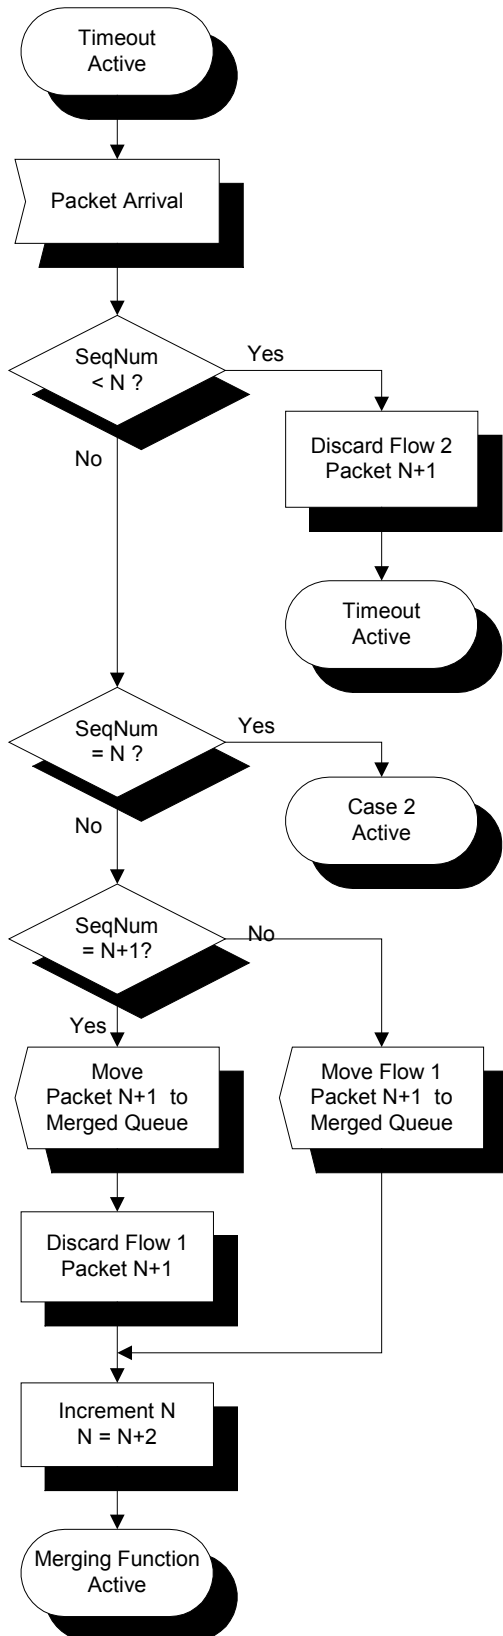 Timeout
Active
Packet Arrival
SeqNum
< N ?
Yes
No
Discard Flow 2
Packet N+1
Timeout
Active
SeqNum
= N ?
Yes
No
Case 2
Active
SeqNum
= N+1?
No
Yes
Move
Packet N+1 to
Merged Queue
Move Flow 1
Packet N+1 to
Merged Queue
Discard Flow 1
Packet N+1
Increment N
N = N+2
Merging Function
Active